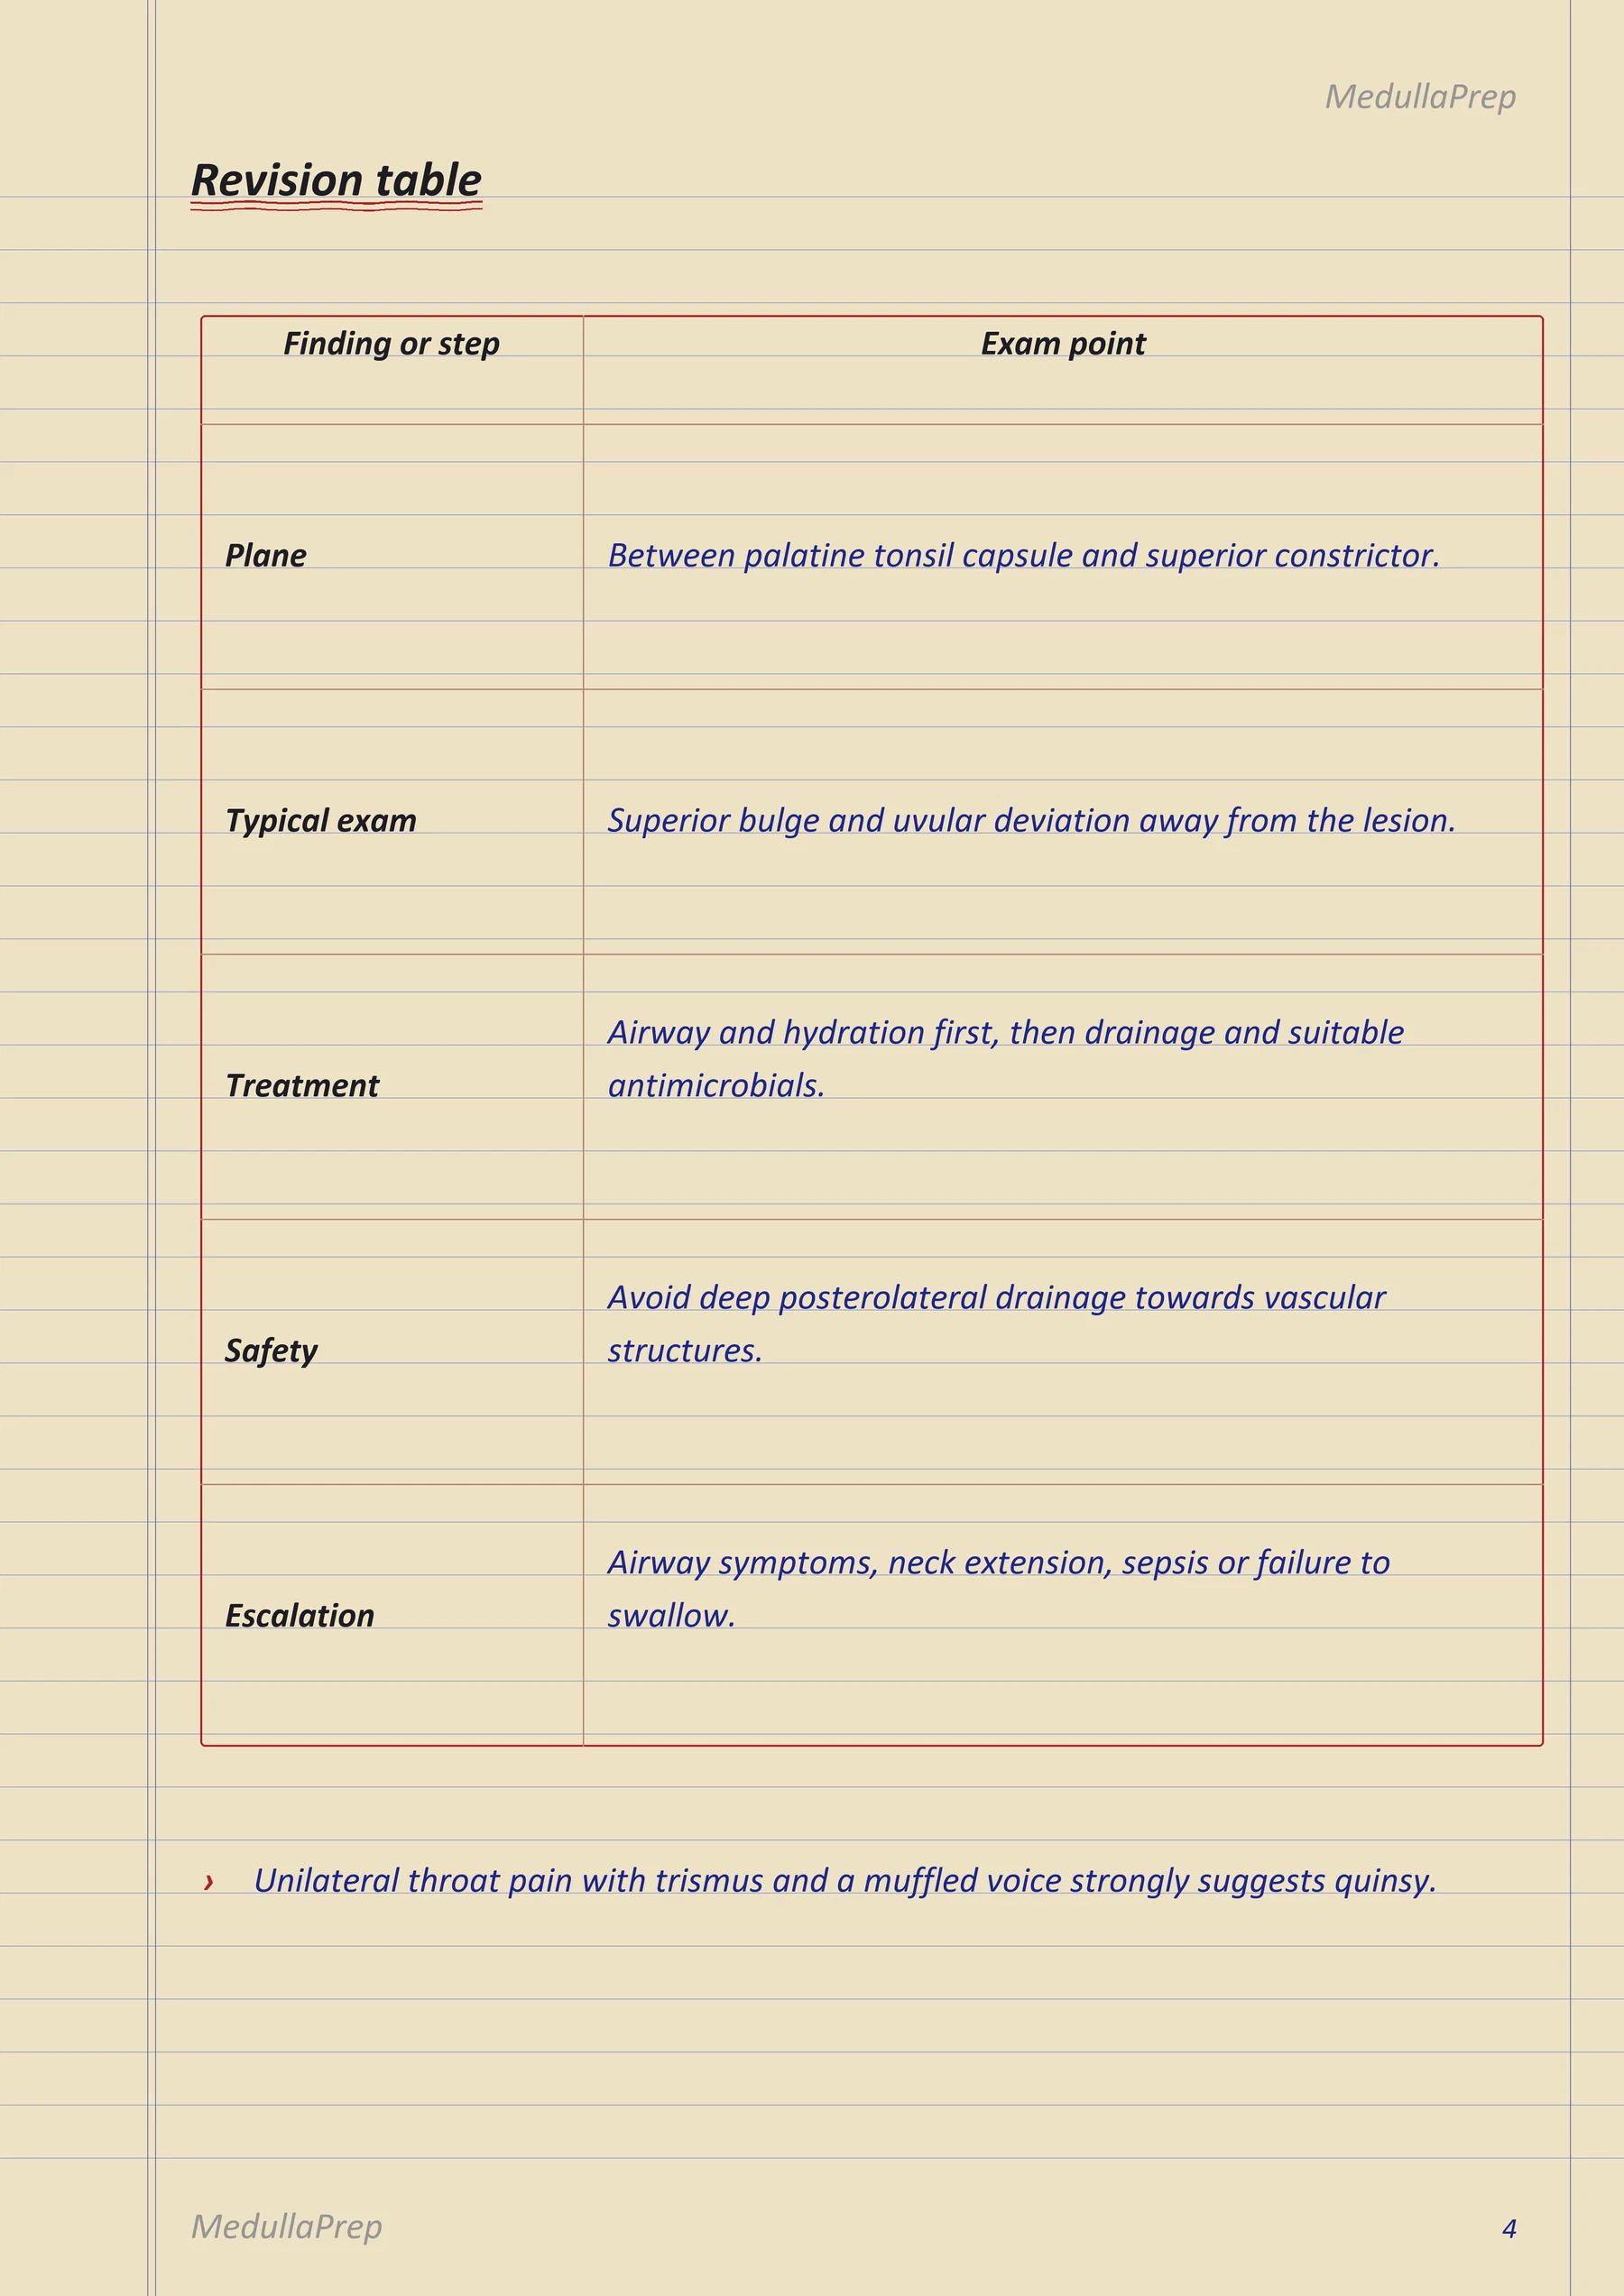 MedullaPrep
Revision table
Finding or step
Exam point
Plane
Between palatine tonsil capsule and superior constrictor.
Typical exam
Superior bulge and uvular deviation away from the lesion.
Treatment
Airway and hydration first, then drainage and suitable
antimicrobials.
Safety
Avoid deep posterolateral drainage towards vascular
structures.
Escalation
Airway symptoms, neck extension, sepsis or failure to
swallow.
› Unilateral throat pain with trismus and a muffled voice strongly suggests quinsy.
MedullaPrep
4